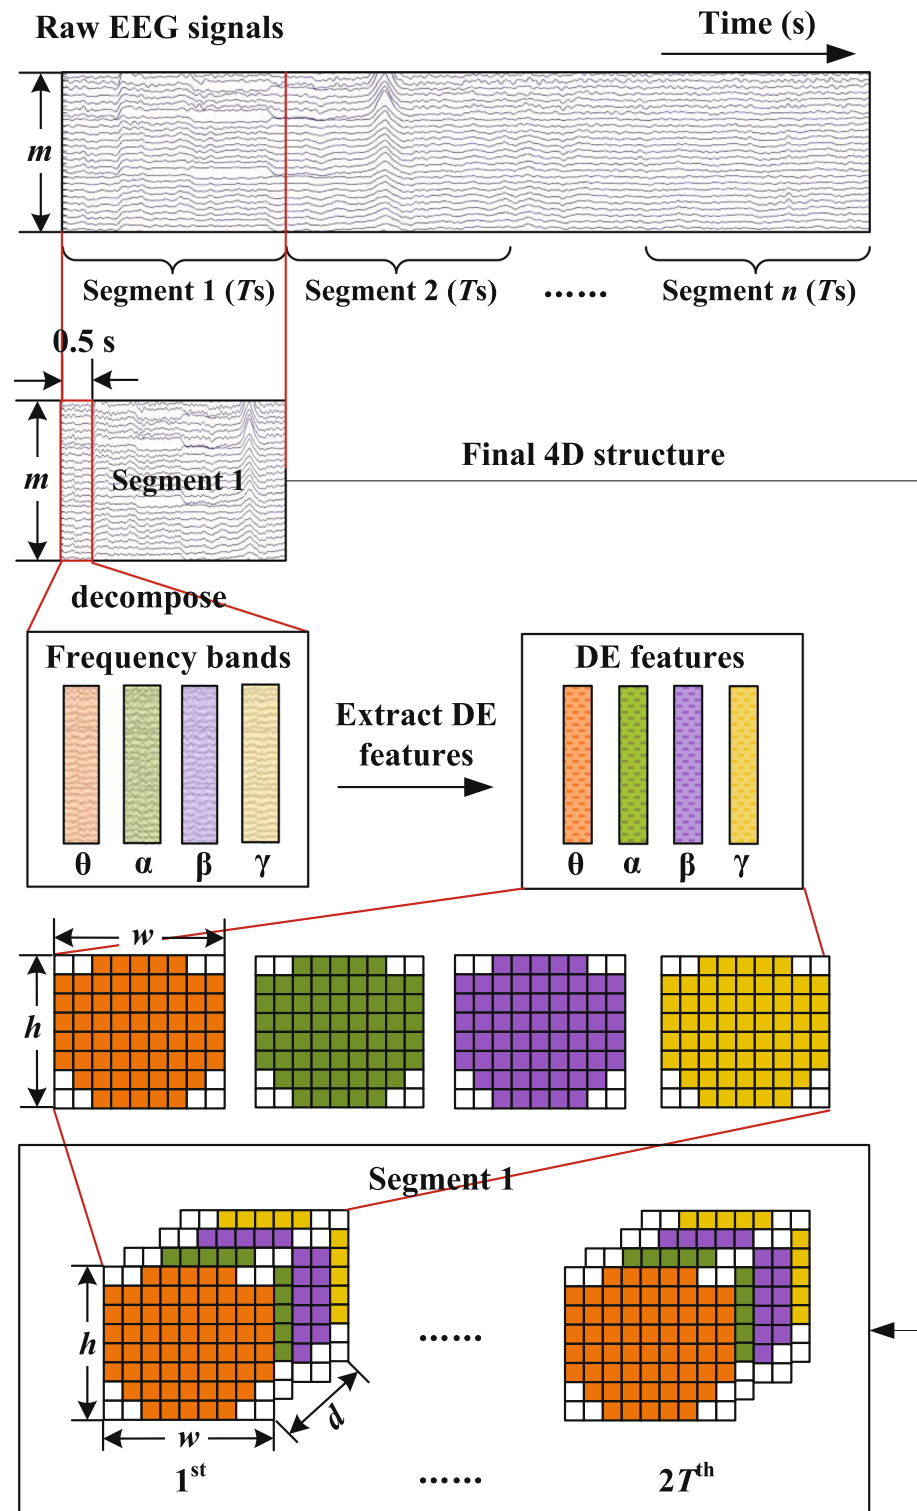 Raw EEG signals
Time (s)
m
Segment 1 (Ts)
Segment 2 (Ts)
......
Segment n (Ts)
0.5 s
m
Segment 1
Final 4D structure
decompose
Frequency bands
θ α β γ
Extract DE
features
DE features
θ α β γ
w
h
Segment 1
h
......
d
w
1st
......
2Tth